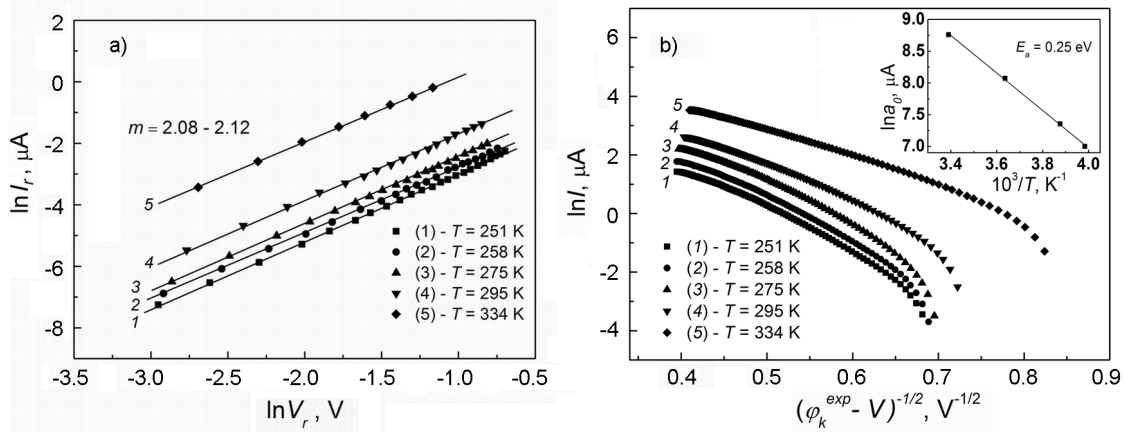 a)
m = 2.08 - 2.12
2
0
-2
-4
-6
-8
ln I_r, μA
5
4
3
2
1
(1) - T = 251 K
(2) - T = 258 K
(3) - T = 275 K
(4) - T = 295 K
(5) - T = 334 K
-3.5 -3.0 -2.5 -2.0 -1.5 -1.0 -0.5
lnV_r , V
b)
6
4
2
0
-2
-4
lnI, μA
5
4
3
2
1
(1) - T = 251 K
(2) - T = 258 K
(3) - T = 275 K
(4) - T = 295 K
(5) - T = 334 K
0.4 0.5 0.6 0.7 0.8 0.9
(φ_k^exp - V)^-1/2, V^-1/2
E_a = 0.25 eV
9.0
8.5
8.0
7.5
7.0
lna_0, μA
3.4 3.6 3.8 4.0
10^3/T, K^-1